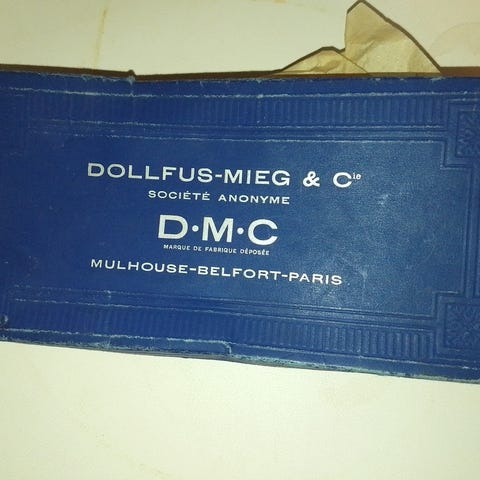 DOLLFUS-MIEG & Cie
SOCIÉTÉ ANONYME
D·M·C
MARQUE DE FABRIQUE DÉPOSÉE
MULHOUSE-BELFORT-PARIS